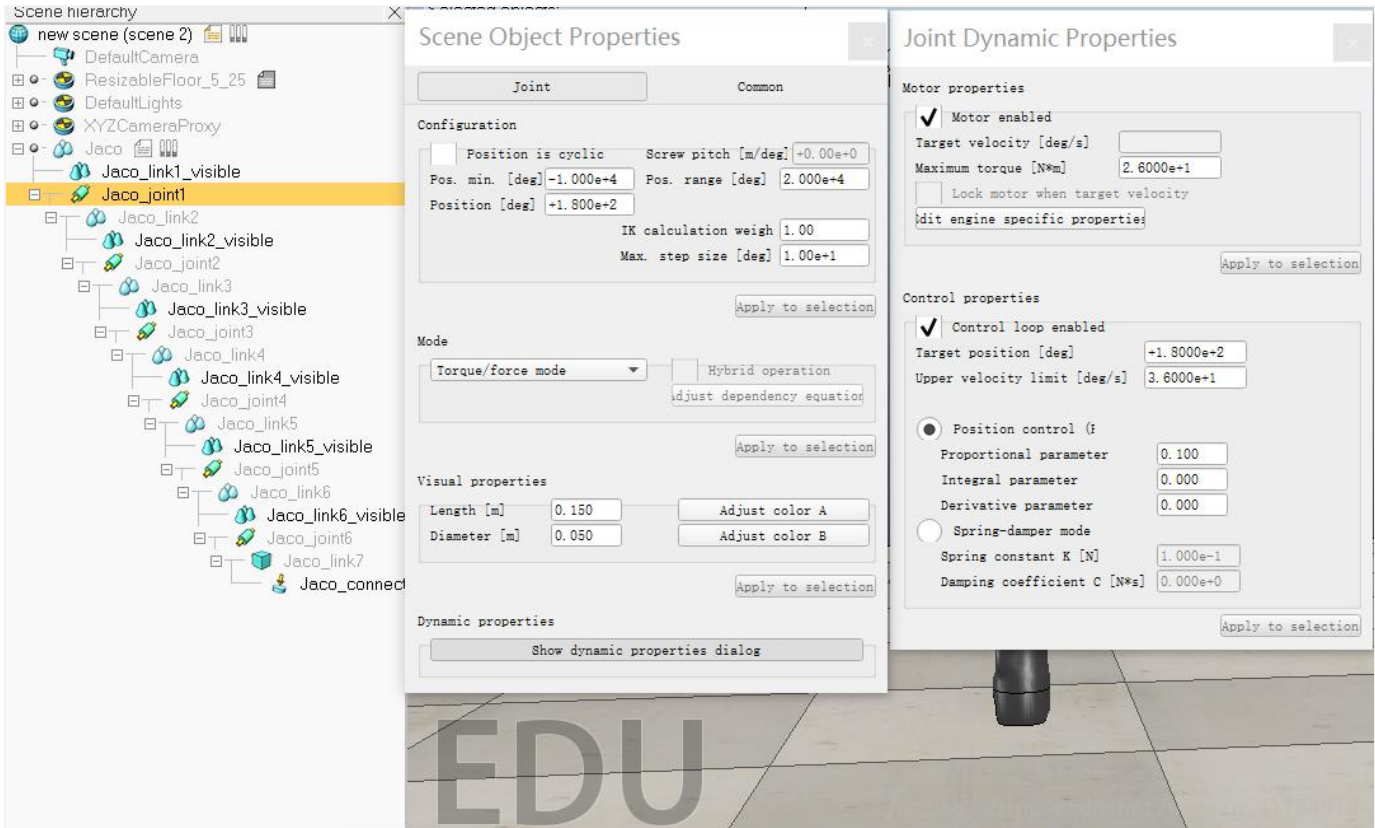 Scene hierarchy
new scene (scene 2)
DefaultCamera
ResizableFloor_5_25
DefaultLights
XYZCameraProxy
Jaco
Jaco_link1_visible
Jaco_joint1
Jaco_link2
Jaco_link2_visible
Jaco_joint2
Jaco_link3
Jaco_link3_visible
Jaco_joint3
Jaco_link4
Jaco_link4_visible
Jaco_joint4
Jaco_link5
Jaco_link5_visible
Jaco_joint5
Jaco_link6
Jaco_link6_visible
Jaco_joint6
Jaco_link7
Jaco_connect
Scene Object Properties
Joint Common
Configuration
Position is cyclic Screw pitch [m/deg] +0.00e+0
Pos. min. [deg] -1.000e+4 Pos. range [deg] 2.000e+4
Position [deg] +1.800e+2
IK calculation weigh 1.00
Max. step size [deg] 1.00e+1
Apply to selection
Mode
Torque/force mode Hybrid operation
djust dependency equation
Apply to selection
Visual properties
Length [m] 0.150 Adjust color A
Diameter [m] 0.050 Adjust color B
Apply to selection
Dynamic properties
Show dynamic properties dialog
Joint Dynamic Properties
Motor properties
Motor enabled
Target velocity [deg/s]
Maximum torque [N*m] 2.6000e+1
Lock motor when target velocity
dit engine specific properties
Apply to selection
Control properties
Control loop enabled
Target position [deg] +1.8000e+2
Upper velocity limit [deg/s] 3.6000e+1
Position control (
Proportional parameter 0.100
Integral parameter 0.000
Derivative parameter 0.000
Spring-damper mode
Spring constant K [N] 1.000e-1
Damping coefficient C [N*s] 0.000e+0
Apply to selection
EDU